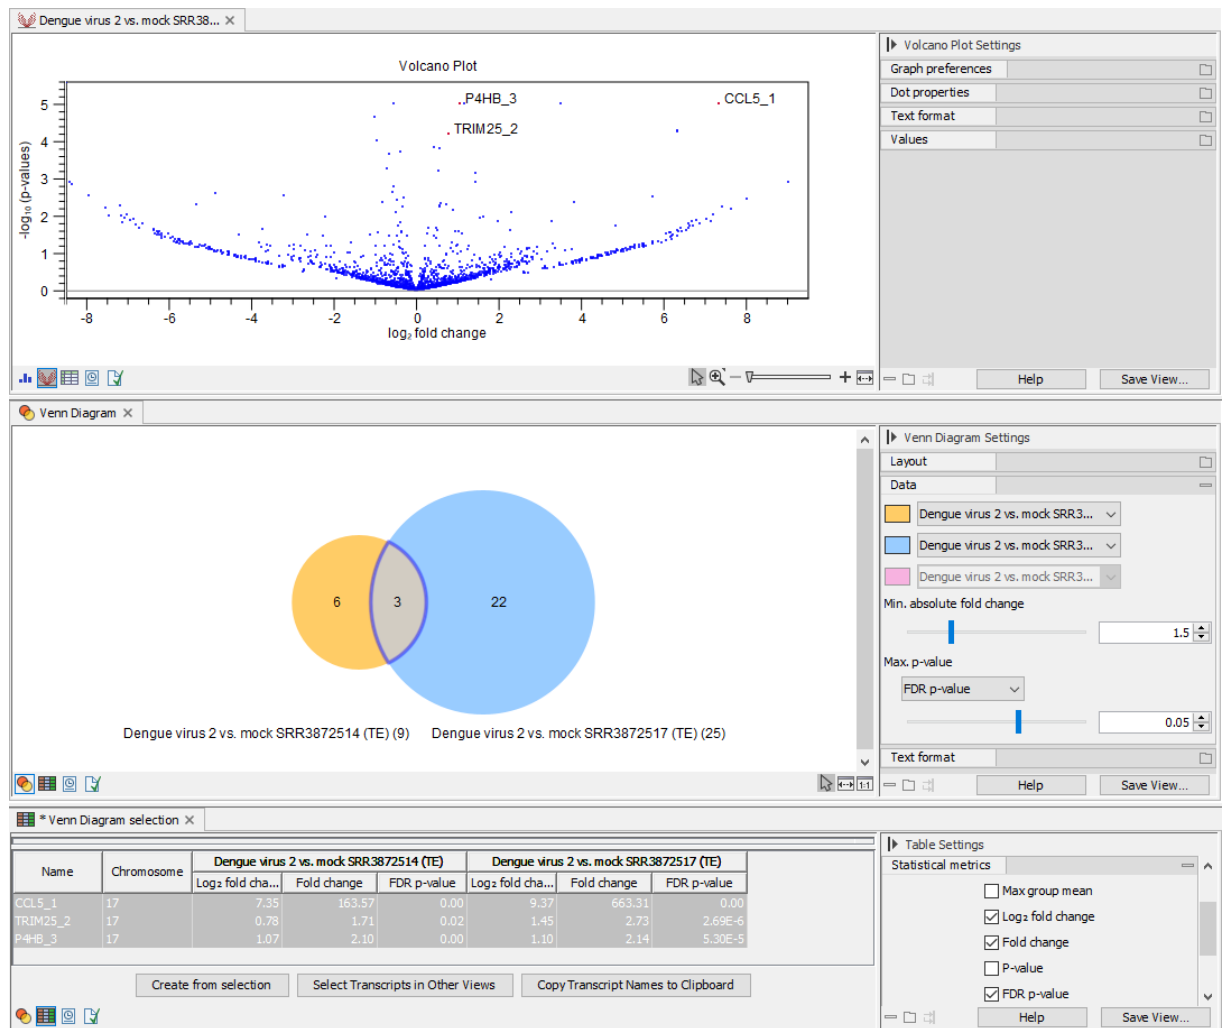 Dengue virus 2 vs. mock SRR38...
Volcano Plot
P4HB_3
CCL5_1
TRIM25_2
-log₁₀ (p-values)
5
4
3
2
1
0
-8 -6 -4 -2 0 2 4 6 8
log₂ fold change
Volcano Plot Settings
Graph preferences
Dot properties
Text format
Values
Help Save View...
Venn Diagram
6 3 22
Dengue virus 2 vs. mock SRR3872514 (TE) (9) Dengue virus 2 vs. mock SRR3872517 (TE) (25)
1:1
Venn Diagram Settings
Layout
Data
Dengue virus 2 vs. mock SRR3...
Dengue virus 2 vs. mock SRR3...
Dengue virus 2 vs. mock SRR3...
Min. absolute fold change
1.5
Max. p-value
FDR p-value
0.05
Text format
Help Save View...
* Venn Diagram selection
Name Chromosome Dengue virus 2 vs. mock SRR3872514 (TE) Dengue virus 2 vs. mock SRR3872517 (TE)
Log₂ fold cha... Fold change FDR p-value Log₂ fold cha... Fold change FDR p-value
CCL5_1 17 7.35 163.57 0.00 9.37 663.31 0.00
TRIM25_2 17 0.78 1.71 0.02 1.45 2.73 2.69E-6
P4HB_3 17 1.07 2.10 0.00 1.10 2.14 5.30E-5
Create from selection Select Transcripts in Other Views Copy Transcript Names to Clipboard
Table Settings
Statistical metrics
Max group mean
Log₂ fold change
Fold change
P-value
FDR p-value
Help Save View...